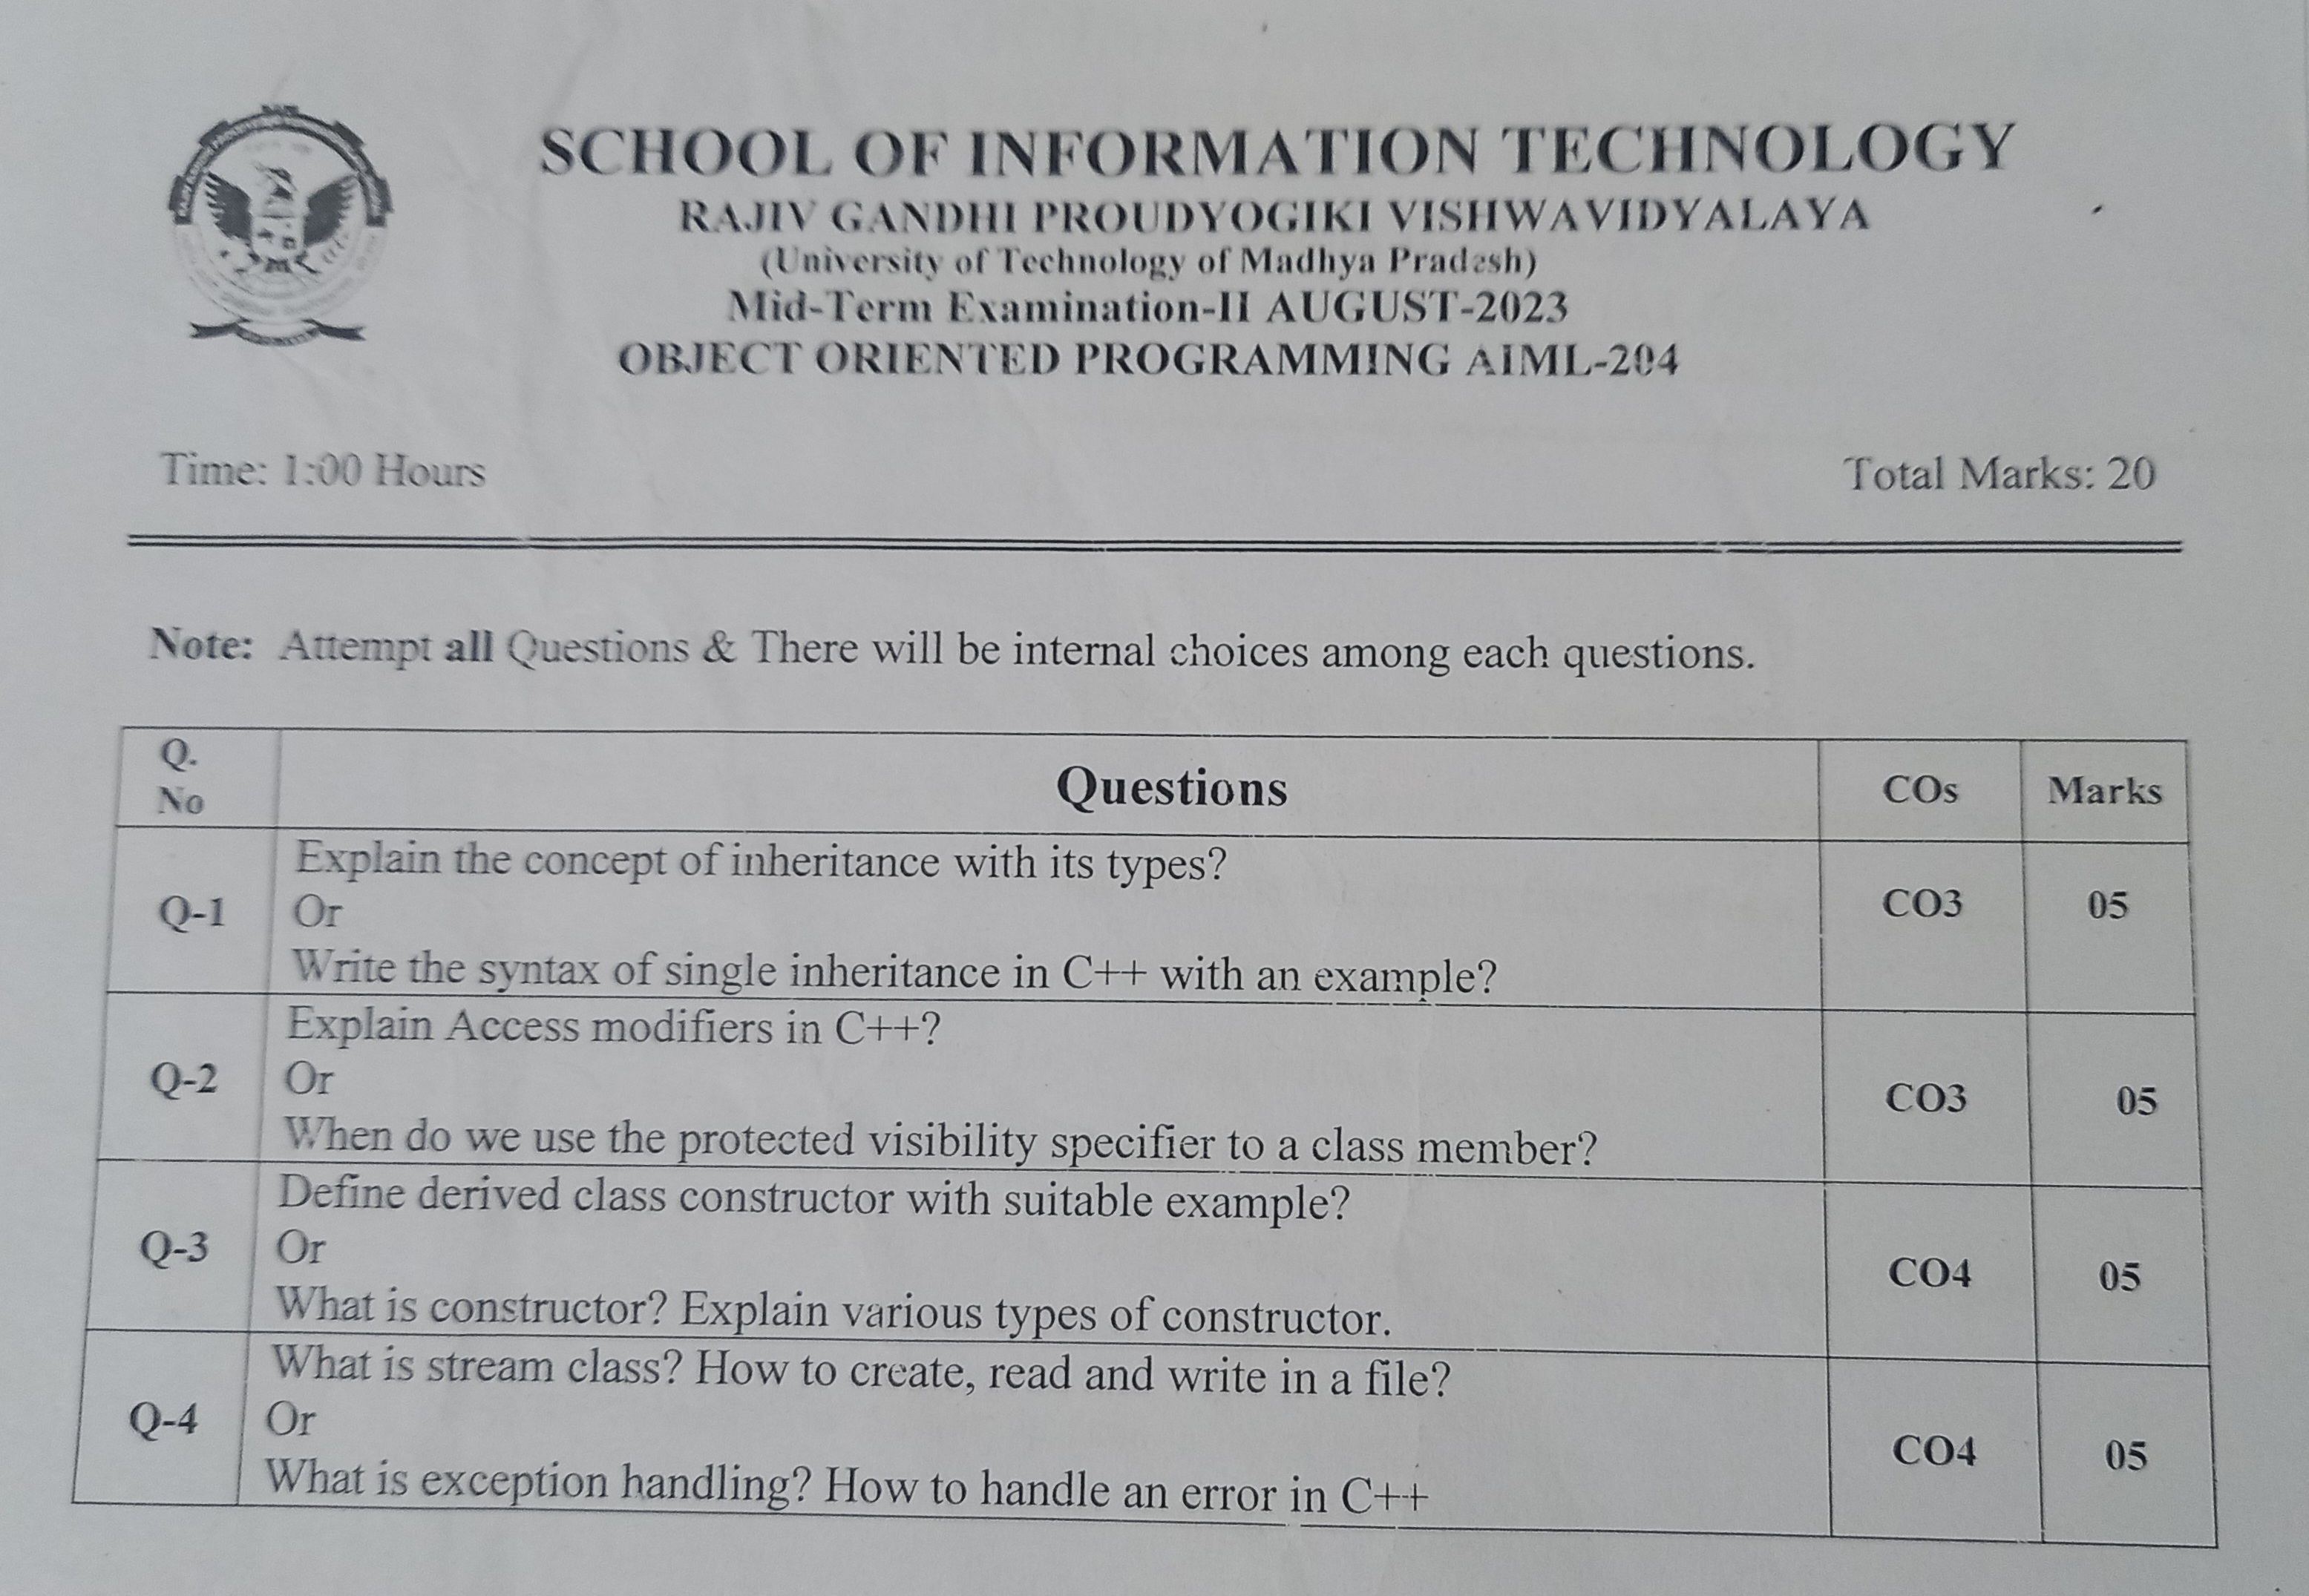 SCHOOL OF INFORMATION TECHNOLOGY
RAJIV GANDHI PROUDYOGIKI VISHWAVIDYALAYA
(University of Technology of Madhya Pradesh)
Mid-Term Examination-II AUGUST-2023
OBJECT ORIENTED PROGRAMMING AIML-204
Time: 1:00 Hours Total Marks: 20
Note: Attempt all Questions & There will be internal choices among each questions.
Q. No Questions COs Marks
Explain the concept of inheritance with its types?
Q-1 Or CO3 05
Write the syntax of single inheritance in C++ with an example?
Explain Access modifiers in C++?
Q-2 Or CO3 05
When do we use the protected visibility specifier to a class member?
Define derived class constructor with suitable example?
Q-3 Or CO4 05
What is constructor? Explain various types of constructor.
What is stream class? How to create, read and write in a file?
Q-4 Or CO4 05
What is exception handling? How to handle an error in C++